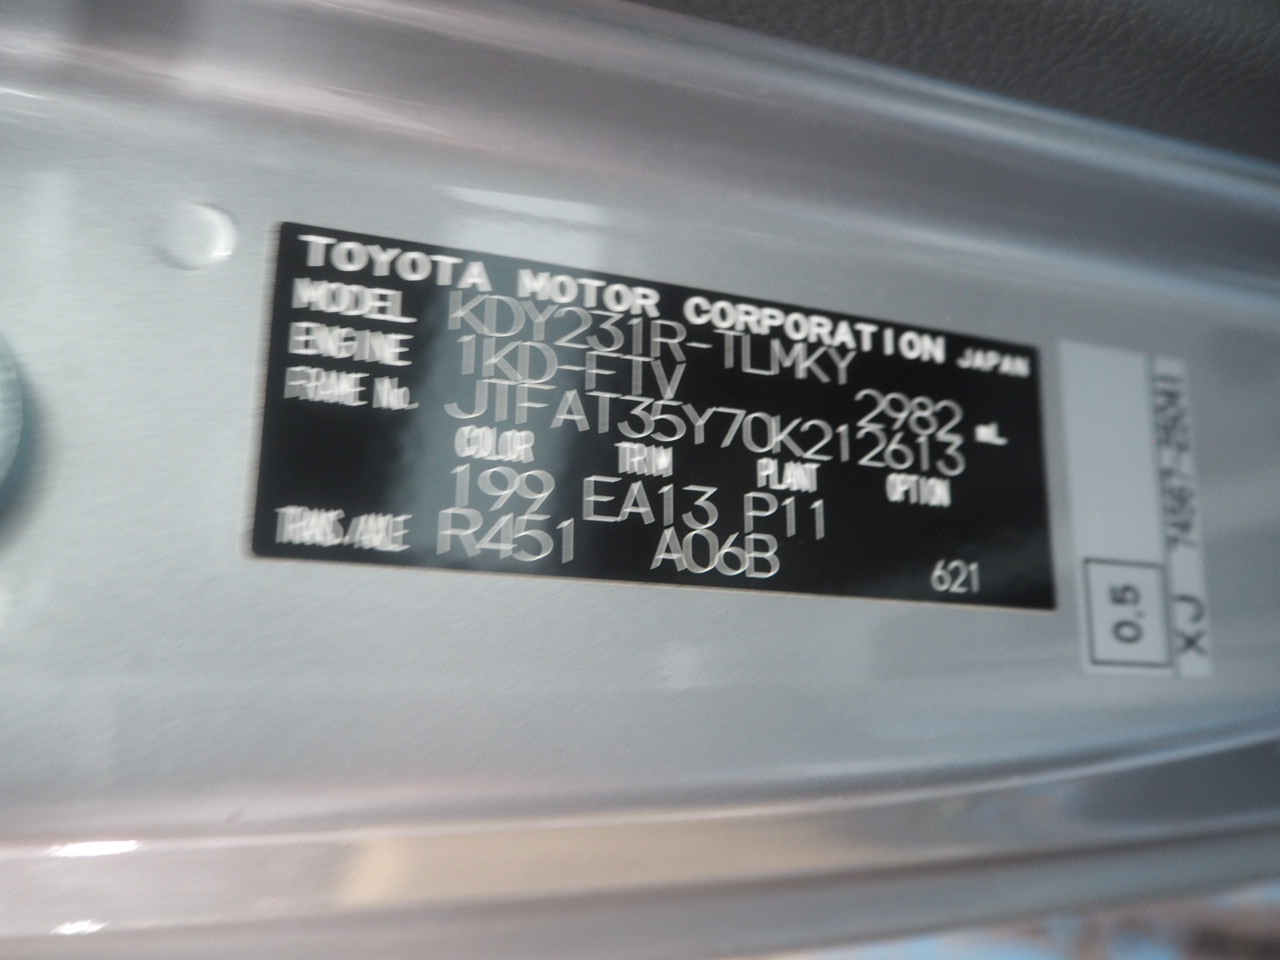 TOYOTA MOTOR CORPORATION JAPAN
MODEL KDY231R-TLMKY
ENGINE 1KD-FTV 2982 mL
FRAME No. JTFAT35Y70K212613
COLOR TRIM PLANT OPTION
199 EA13 P11
TRANS/AXLE R451 A06B 621
0.5
XJ